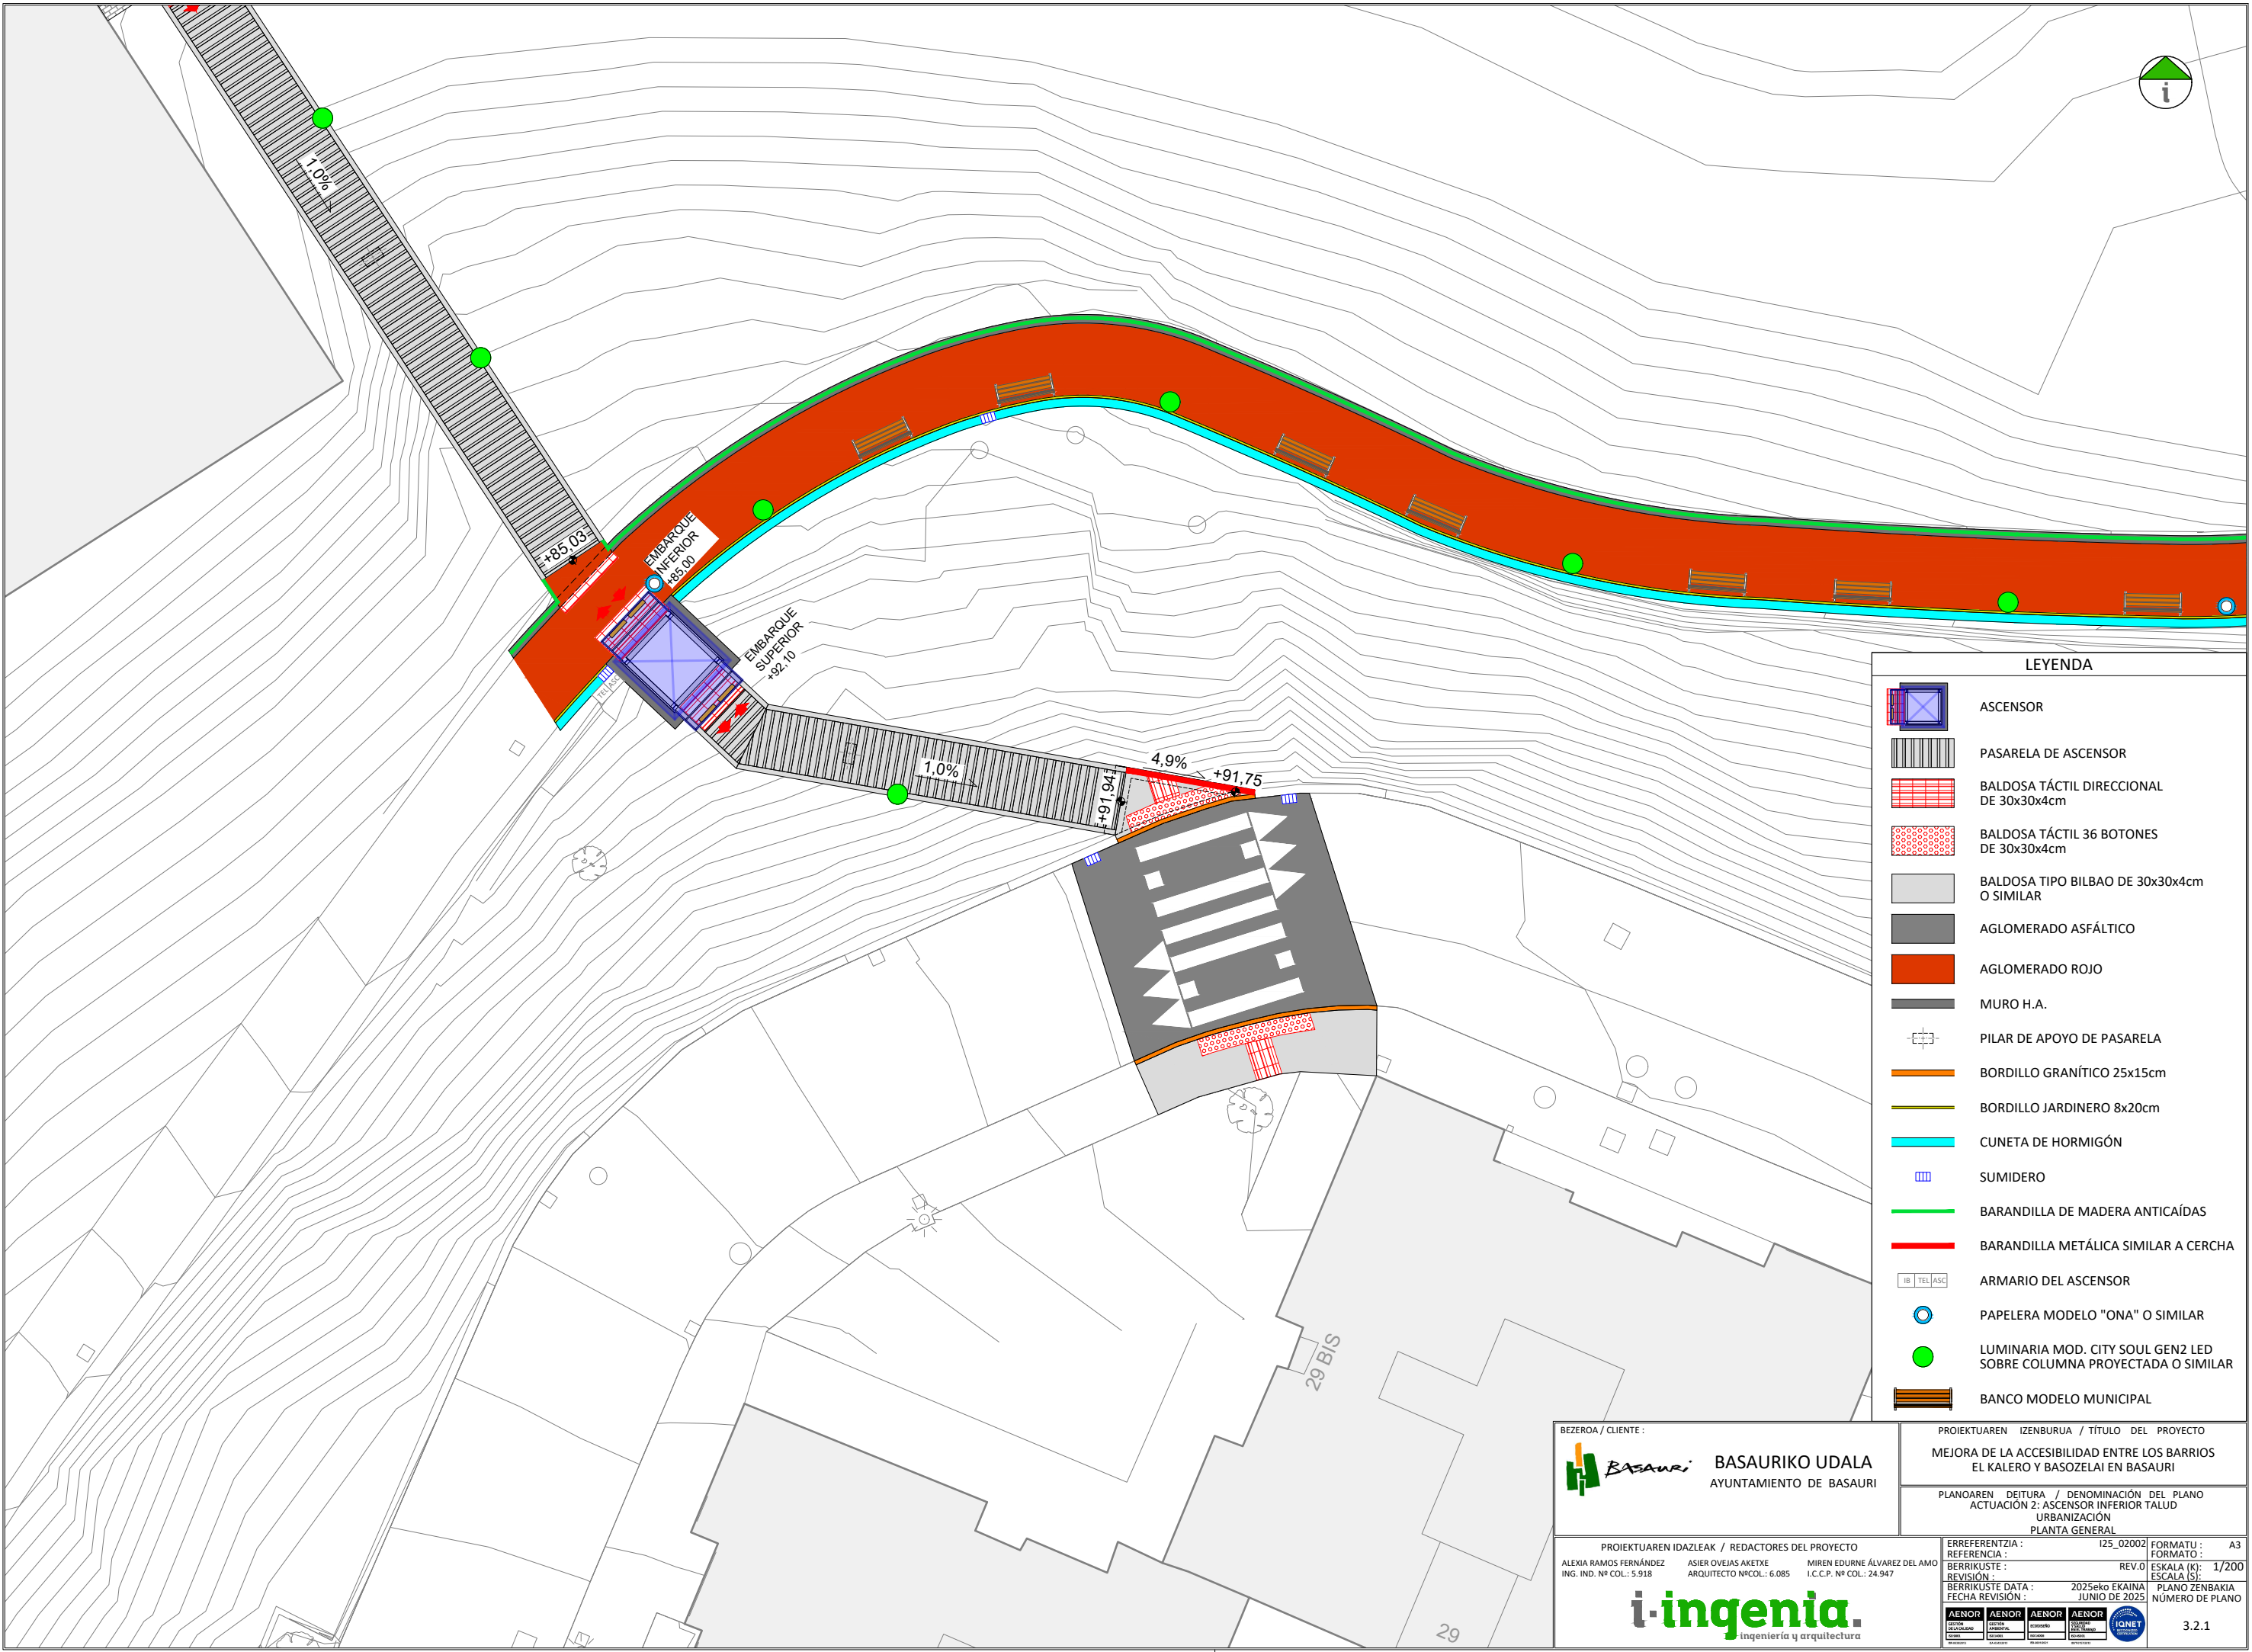 1,0%
+85,03
EMBARQUE
INFERIOR
+85,00
EMBARQUE
SUPERIOR
+92,10
TEL ASC
1,0%
+91,94
4,9%
+91,75
29 BIS
29
i
LEYENDA
ASCENSOR
PASARELA DE ASCENSOR
BALDOSA TÁCTIL DIRECCIONAL
DE 30x30x4cm
BALDOSA TÁCTIL 36 BOTONES
DE 30x30x4cm
BALDOSA TIPO BILBAO DE 30x30x4cm
O SIMILAR
AGLOMERADO ASFÁLTICO
AGLOMERADO ROJO
MURO H.A.
PILAR DE APOYO DE PASARELA
BORDILLO GRANÍTICO 25x15cm
BORDILLO JARDINERO 8x20cm
CUNETA DE HORMIGÓN
SUMIDERO
BARANDILLA DE MADERA ANTICAÍDAS
BARANDILLA METÁLICA SIMILAR A CERCHA
IB TEL ASC
ARMARIO DEL ASCENSOR
PAPELERA MODELO "ONA" O SIMILAR
LUMINARIA MOD. CITY SOUL GEN2 LED
SOBRE COLUMNA PROYECTADA O SIMILAR
BANCO MODELO MUNICIPAL
BEZEROA / CLIENTE :
BASAURI
BASAURIKO UDALA
AYUNTAMIENTO DE BASAURI
PROIEKTUAREN IZENBURUA / TÍTULO DEL PROYECTO
MEJORA DE LA ACCESIBILIDAD ENTRE LOS BARRIOS
EL KALERO Y BASOZELAI EN BASAURI
PLANOAREN DEITURA / DENOMINACIÓN DEL PLANO
ACTUACIÓN 2: ASCENSOR INFERIOR TALUD
URBANIZACIÓN
PLANTA GENERAL
PROIEKTUAREN IDAZLEAK / REDACTORES DEL PROYECTO
ALEXIA RAMOS FERNÁNDEZ
ING. IND. Nº COL.: 5.918
ASIER OVEJAS AKETXE
ARQUITECTO NºCOL.: 6.085
MIREN EDURNE ÁLVAREZ DEL AMO
I.C.C.P. Nº COL.: 24.947
i·ingenia.
ingeniería y arquitectura
ERREFERENTZIA :
REFERENCIA :
I25_02002
FORMATU :
FORMATO :
A3
BERRIKUSTE :
REVISIÓN :
REV.0
ESKALA (K):
ESCALA (S):
1/200
BERRIKUSTE DATA :
FECHA REVISIÓN :
2025eko EKAINA
JUNIO DE 2025
PLANO ZENBAKIA
NÚMERO DE PLANO
3.2.1
AENOR
AENOR
AENOR
AENOR
IQNET